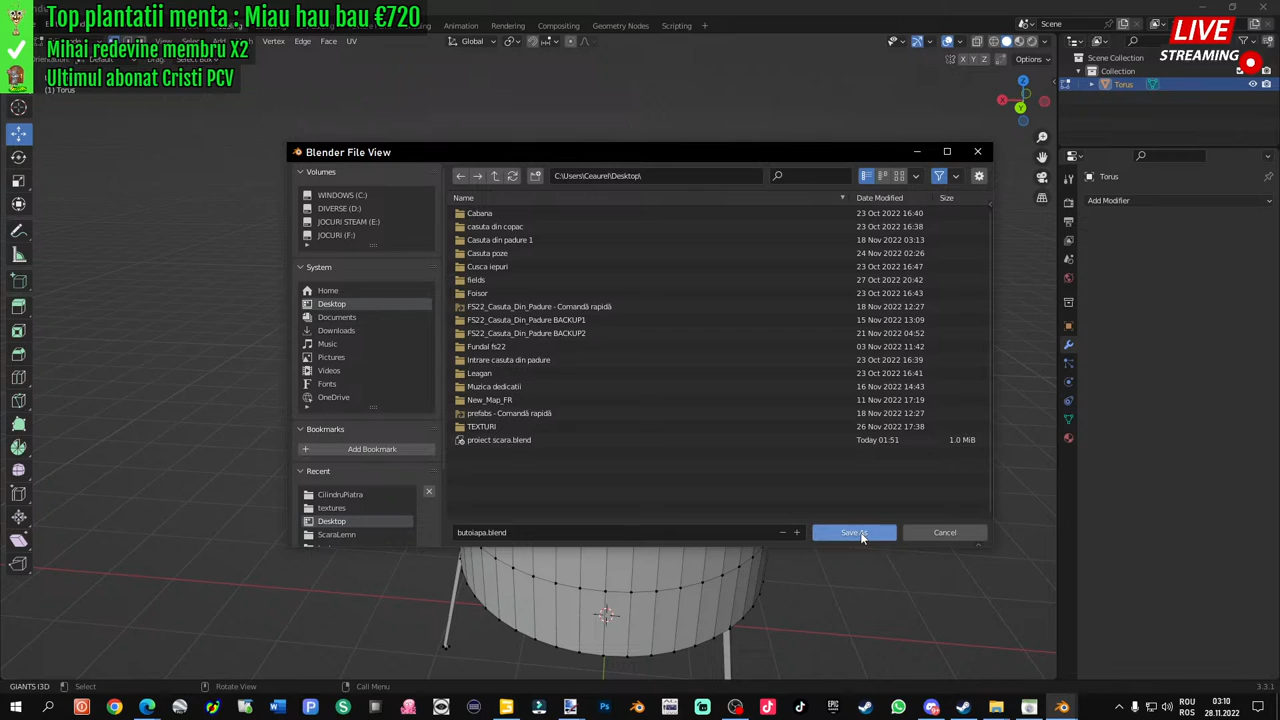 Top plantatii menta : Miau hau bau €720
Mihai redevine membru X2
Ultimul abonat Cristi PCV
LIVE
STREAMING
Modeling
Animation
Rendering
Compositing
Geometry Nodes
Scripting
Scene
Edge
Face
UV
Global
X Y Z
Options
Scene Collection
Collection
Torus
(1) Torus
Torus
Add Modifier
Blender File View
Volumes
WINDOWS (C:)
DIVERSE (D:)
JOCURI STEAM (E:)
JOCURI (F:)
System
Home
Desktop
Documents
Downloads
Music
Pictures
Videos
Fonts
OneDrive
Bookmarks
Add Bookmark
Recent
CilindruPiatra
textures
Desktop
ScaraLemn
C:\Users\Ceaurel\Desktop\
Name Date Modified Size
Cabana 23 Oct 2022 16:40
casuta din copac 23 Oct 2022 16:38
Casuta din padure 1 18 Nov 2022 03:13
Casuta poze 24 Nov 2022 02:26
Cusca iepuri 23 Oct 2022 16:47
fields 27 Oct 2022 20:42
Foisor 23 Oct 2022 16:43
FS22_Casuta_Din_Padure - Comandă rapidă 18 Nov 2022 12:27
FS22_Casuta_Din_Padure BACKUP1 15 Nov 2022 13:09
FS22_Casuta_Din_Padure BACKUP2 21 Nov 2022 04:52
Fundal fs22 03 Nov 2022 11:42
Intrare casuta din padure 23 Oct 2022 16:39
Leagan 23 Oct 2022 16:41
Muzica dedicatii 16 Nov 2022 14:43
New_Map_FR 11 Nov 2022 17:19
prefabs - Comandă rapidă 18 Nov 2022 12:27
TEXTURI 26 Nov 2022 17:38
proiect scara.blend Today 01:51 1.0 MiB
butoiapa.blend
Save As
Cancel
GIANTS I3D
Select
Rotate View
Call Menu
3.3.1
ROU
ROS
03:10
28.11.2022